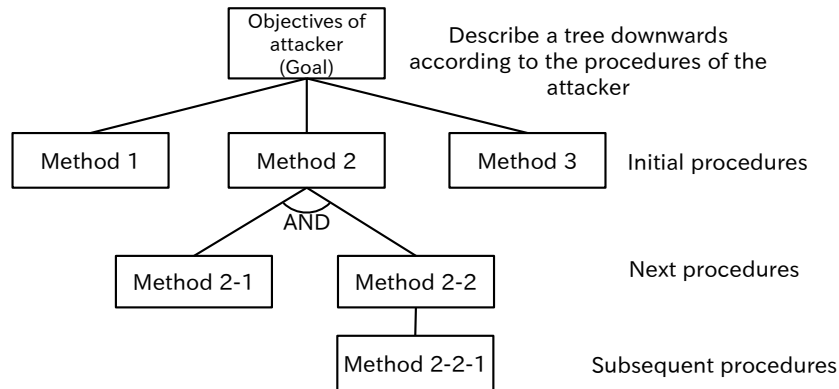 Objectives of
attacker
(Goal)
Describe a tree downwards
according to the procedures of the
attacker
Method 1
Method 2
Method 3
Initial procedures
AND
Method 2-1
Method 2-2
Next procedures
Method 2-2-1
Subsequent procedures